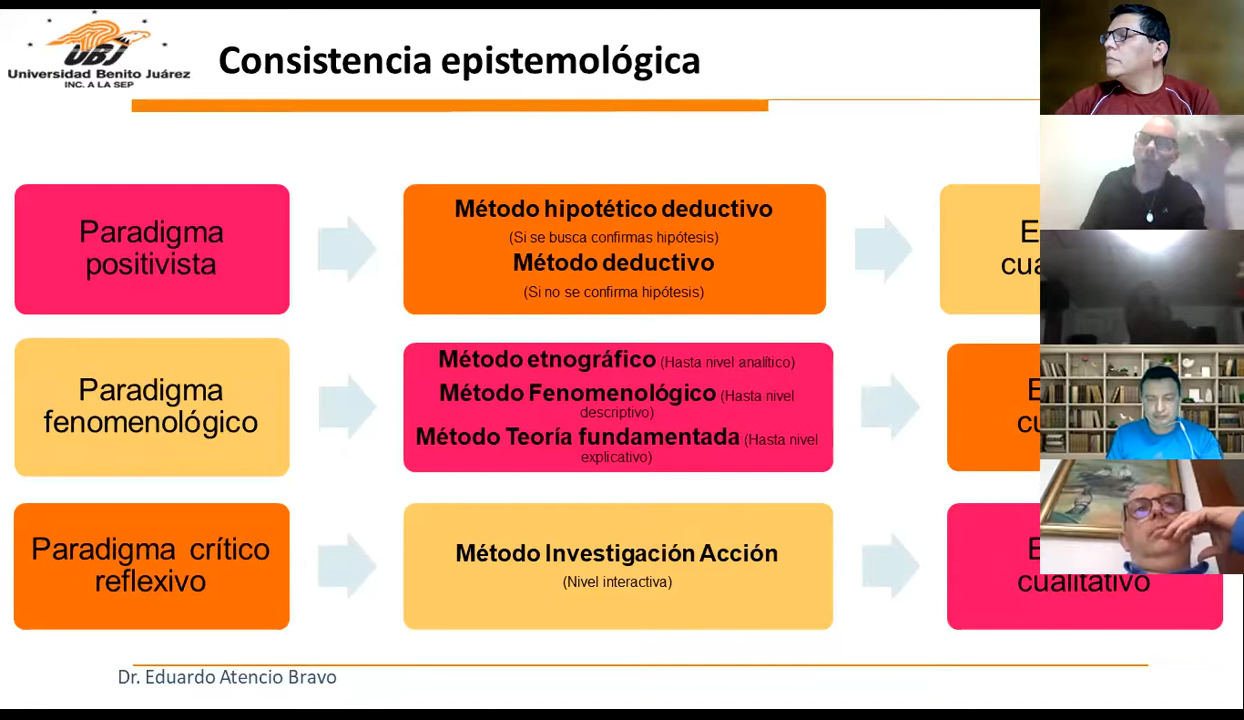 UBJ
Universidad Benito Juárez
INC. A LA SEP
Consistencia epistemológica
Paradigma
positivista
Método hipotético deductivo
(Si se busca confirmas hipótesis)
Método deductivo
(Si no se confirma hipótesis)
Paradigma
fenomenológico
Método etnográfico (Hasta nivel analítico)
Método Fenomenológico (Hasta nivel
descriptivo)
Método Teoría fundamentada (Hasta nivel
explicativo)
Paradigma crítico
reflexivo
Método Investigación Acción
(Nivel interactiva)
cualitativo
Dr. Eduardo Atencio Bravo